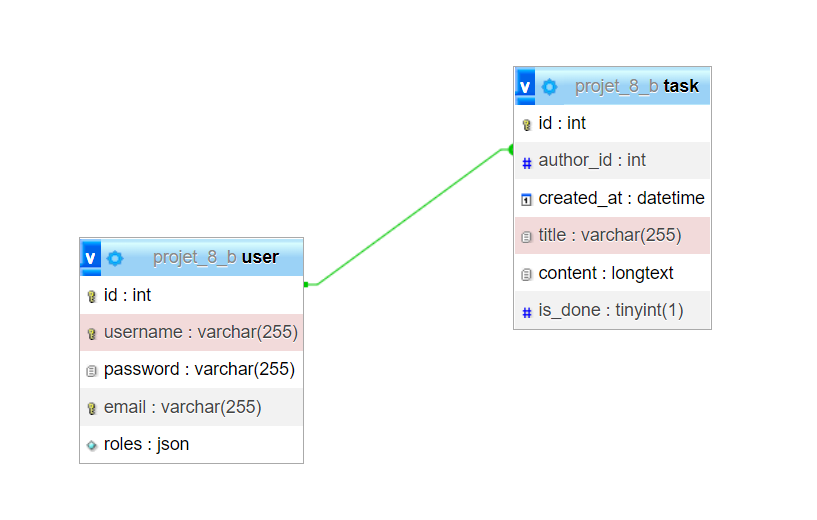 v projet_8_b task
id : int
author_id : int
created_at : datetime
title : varchar(255)
content : longtext
is_done : tinyint(1)
v projet_8_b user
id : int
username : varchar(255)
password : varchar(255)
email : varchar(255)
roles : json